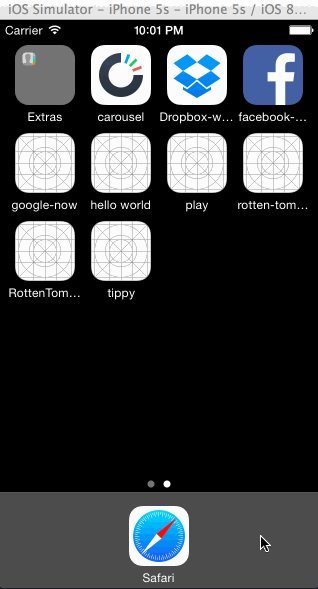 iOS Simulator - iPhone 5s - iPhone 5s / iOS 8...
Carrier 10:01 PM
Extras carousel Dropbox-w... facebook-...
google-now hello world play rotten-tom...
RottenTom... tippy
Safari